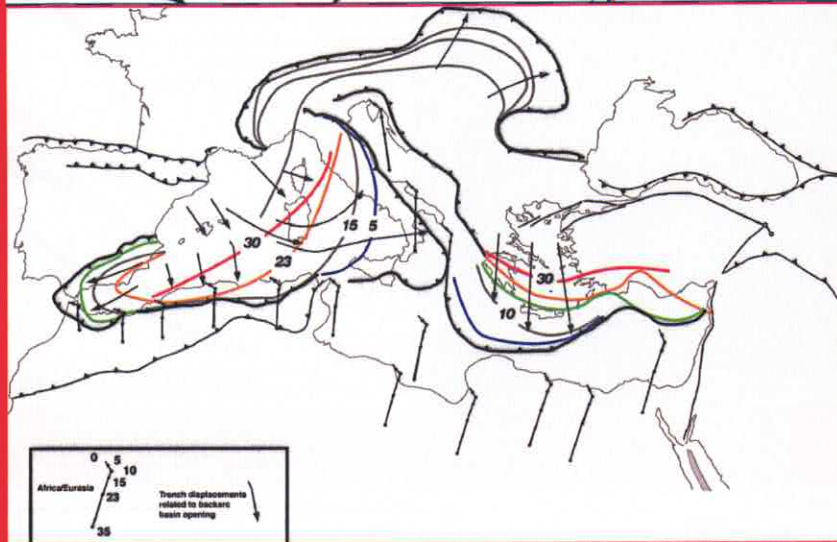 15 5
30
23
30
10
0
5
10
Africa/Eurasia
15
23
35
Trench displacements
related to backarc
basin opening